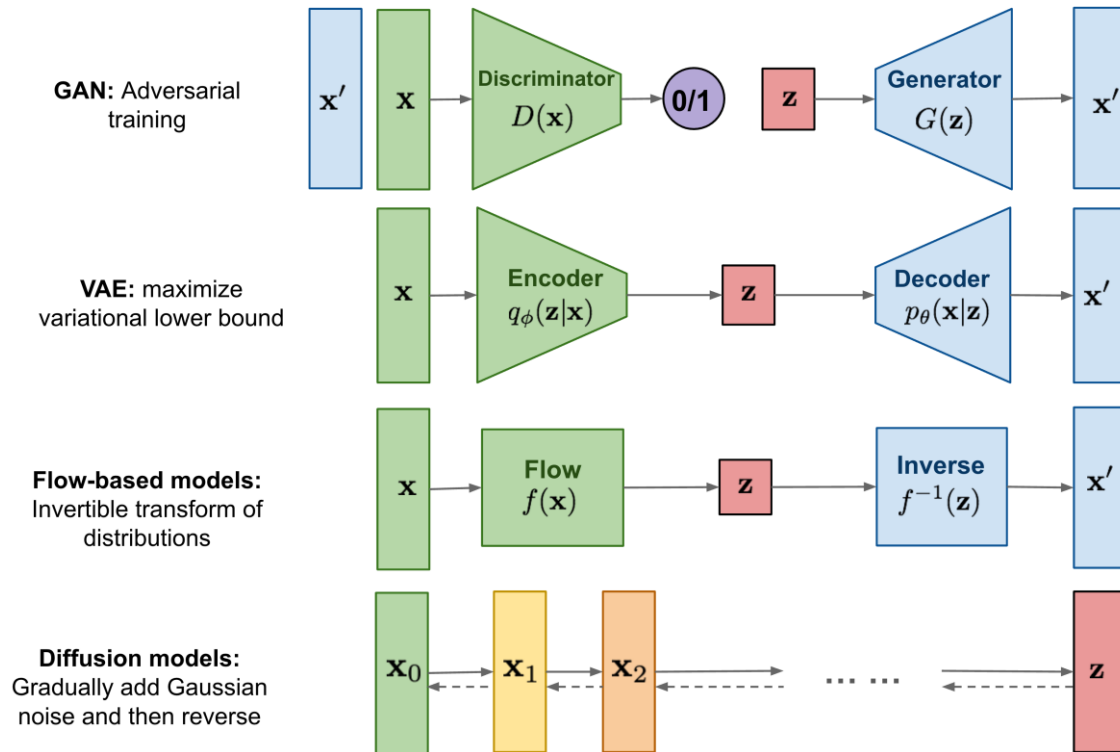 GAN: Adversarial
training
x′
x
Discriminator
D(x)
0/1
z
Generator
G(z)
x′
VAE: maximize
variational lower bound
x
Encoder
qϕ(z|x)
z
Decoder
pθ(x|z)
x′
Flow-based models:
Invertible transform of
distributions
x
Flow
f(x)
z
Inverse
f⁻¹(z)
x′
Diffusion models:
Gradually add Gaussian
noise and then reverse
x₀
x₁
x₂
... ...
z